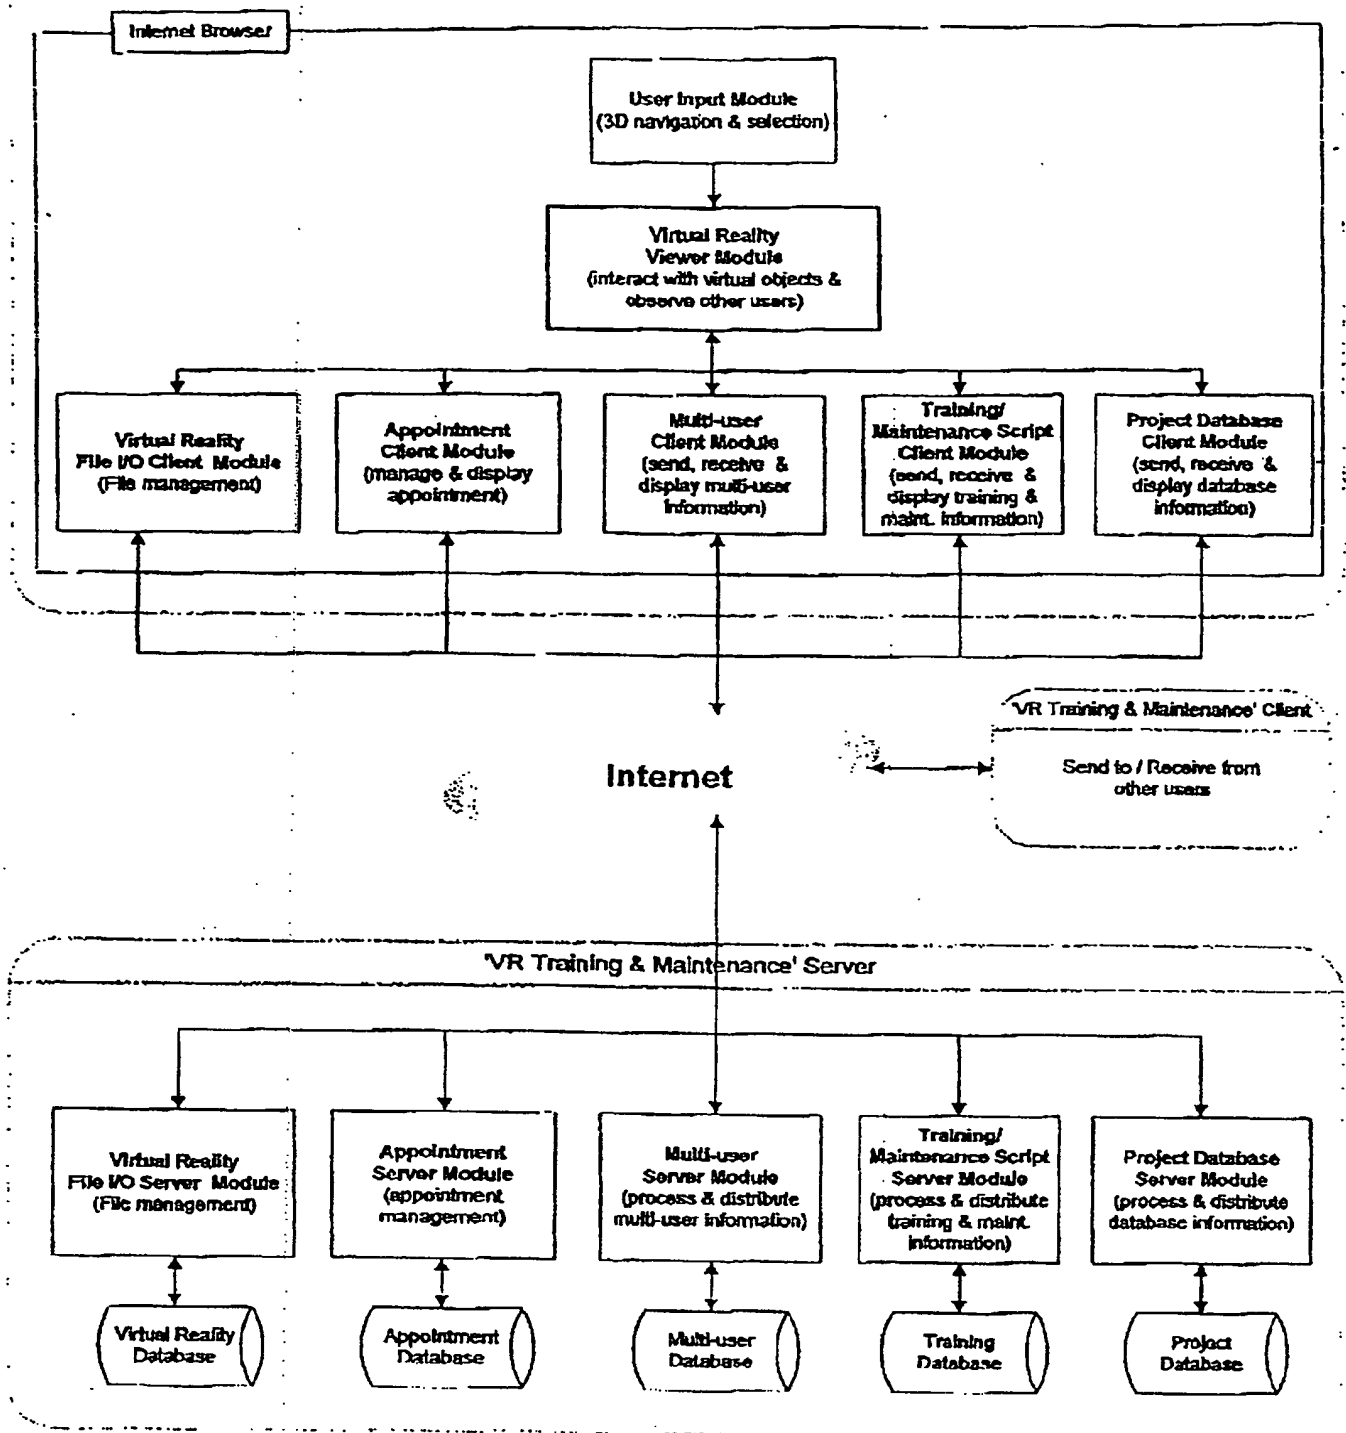 Internet Browser
User Input Module
(3D navigation & selection)
Virtual Reality
Viewer Module
(interact with virtual objects &
observe other users)
Virtual Reality
File I/O Client Module
(File management)
Appointment
Client Module
(manage & display
appointment)
Multi-user
Client Module
(send, receive &
display multi-user
information)
Training/
Maintenance Script
Client Module
(send, receive &
display training &
maint. information)
Project Database
Client Module
(send, receive &
display database
information)
'VR Training & Maintenance' Client
Send to / Receive from
other users
Internet
'VR Training & Maintenance' Server
Virtual Reality
File I/O Server Module
(File management)
Appointment
Server Module
(appointment
management)
Multi-user
Server Module
(process & distribute
multi-user information)
Training/
Maintenance Script
Server Module
(process & distribute
training & maint.
information)
Project Database
Server Module
(process & distribute
database information)
Virtual Reality
Database
Appointment
Database
Multi-user
Database
Training
Database
Project
Database